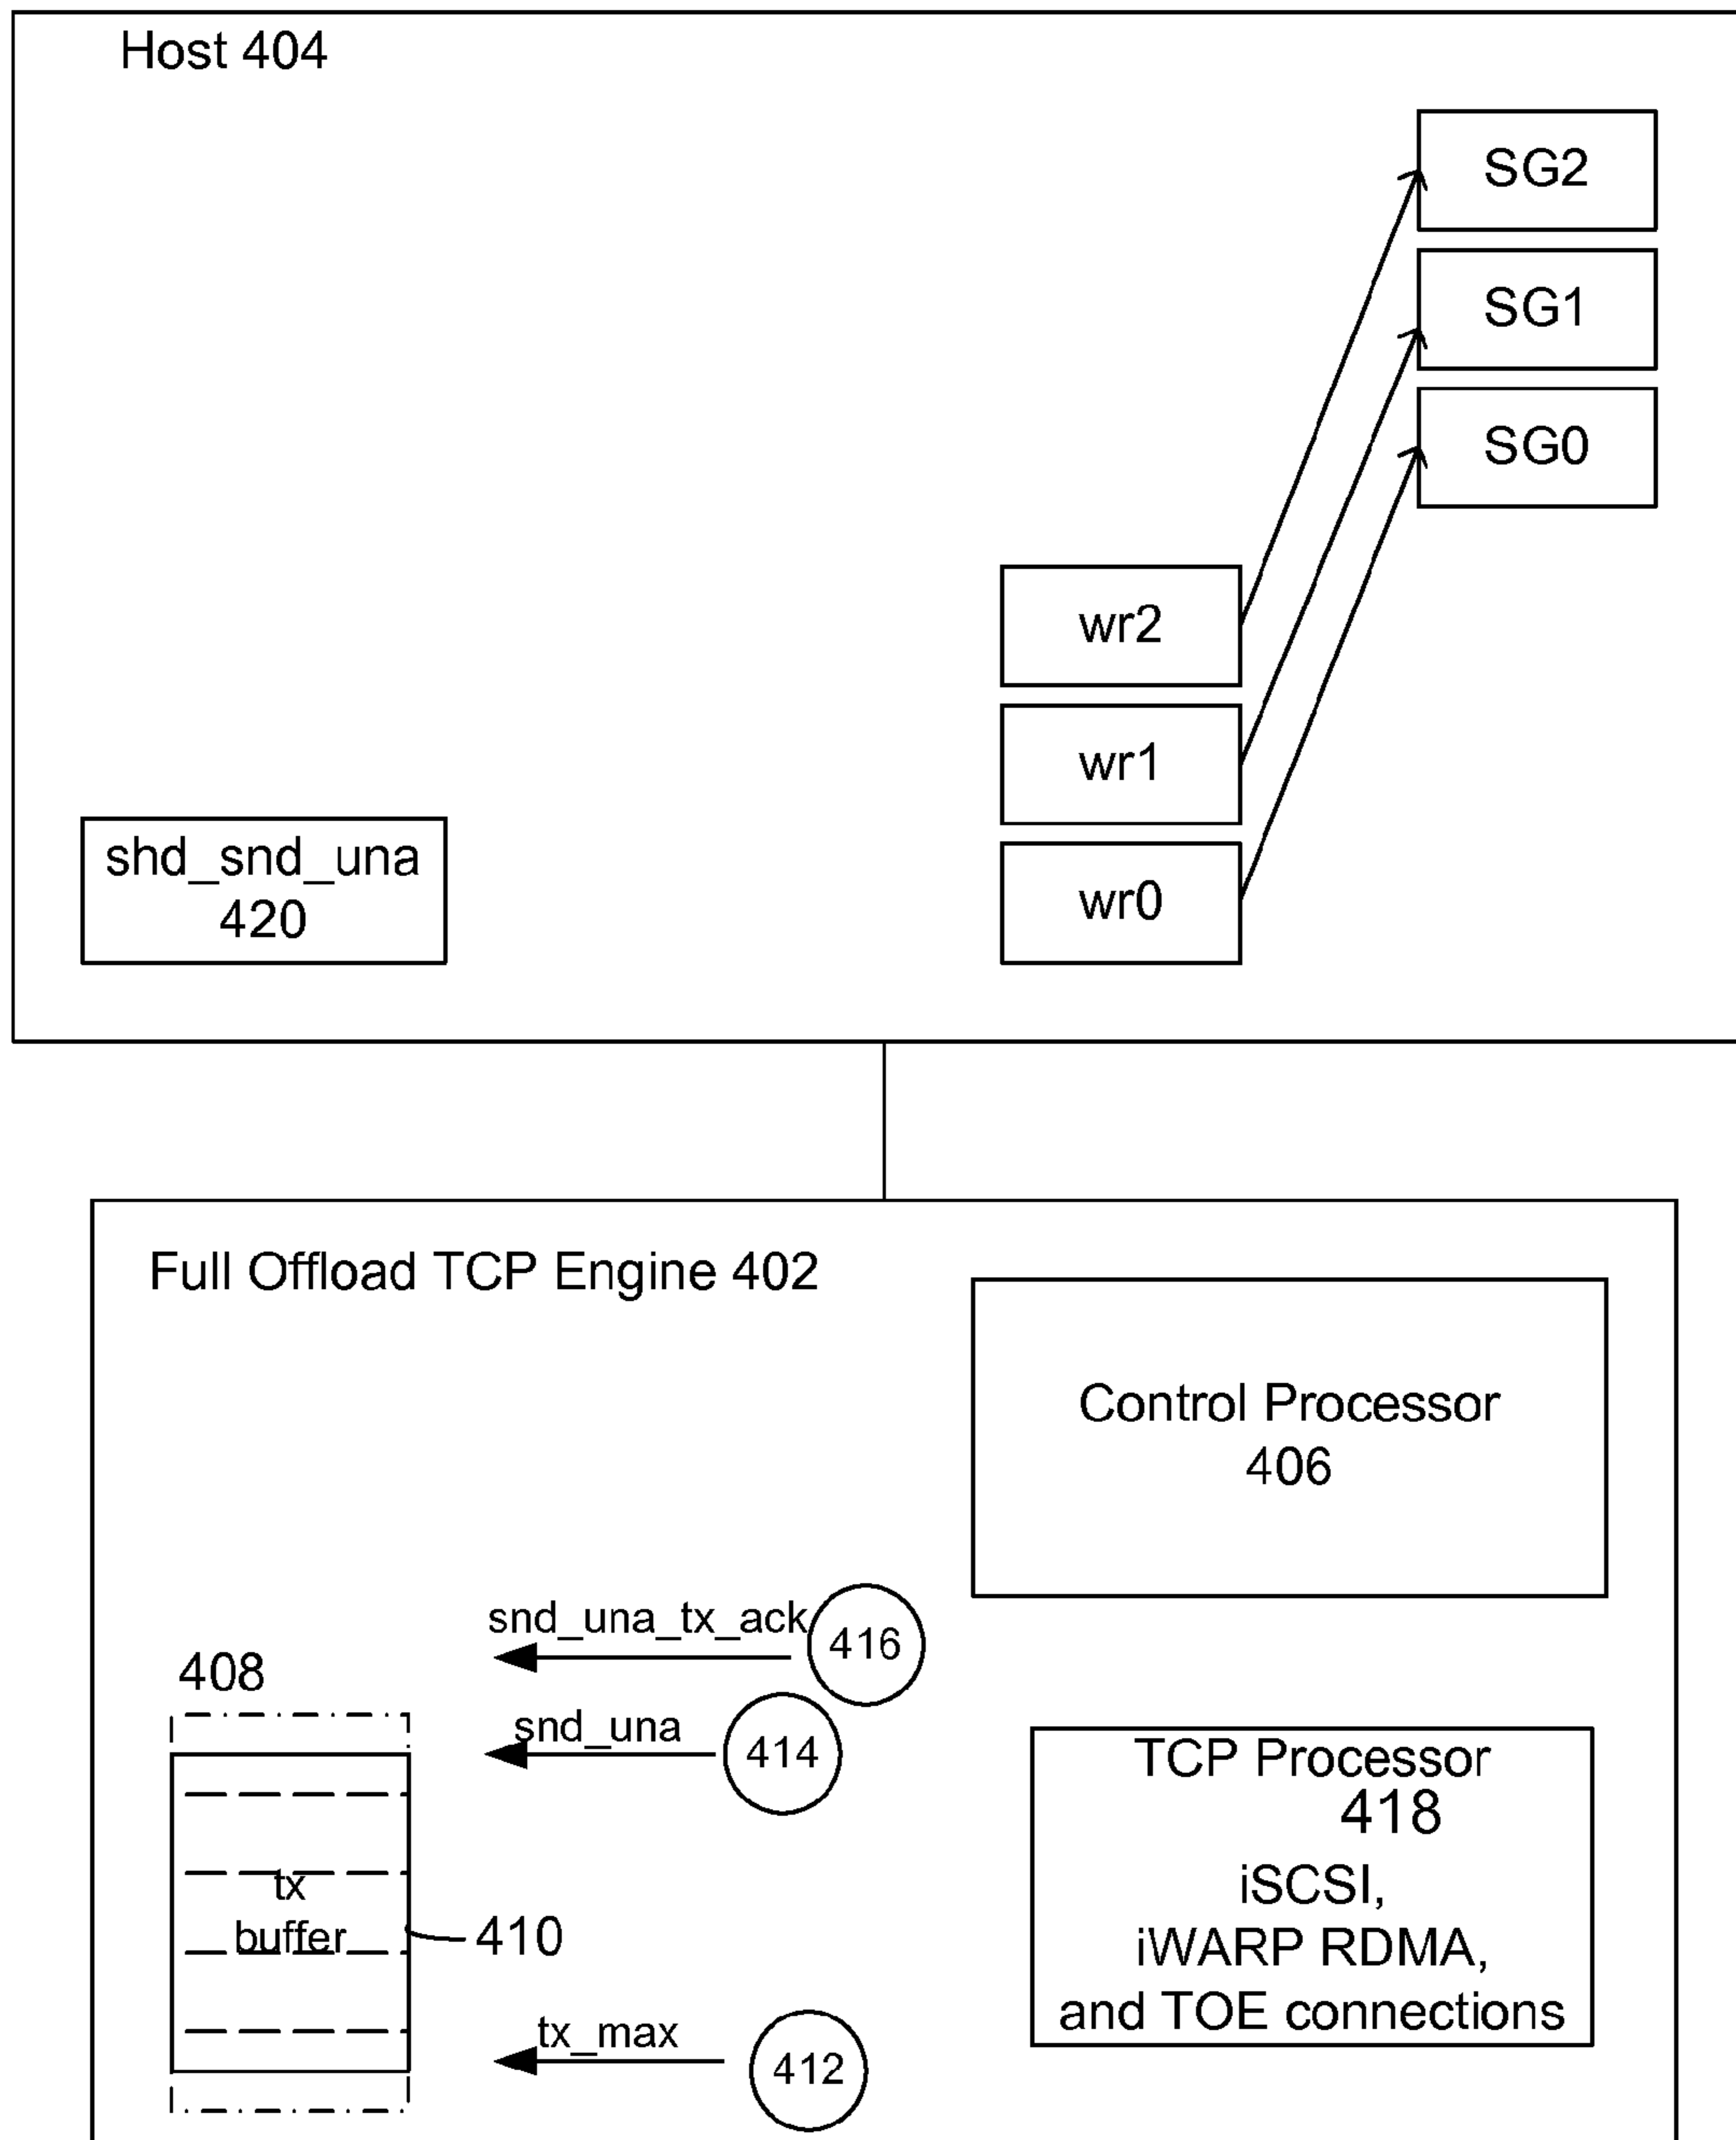 Host 404
SG2
SG1
SG0
wr2
wr1
wr0
shd_snd_una
420
Full Offload TCP Engine 402
Control Processor
406
snd_una_tx_ack
416
408
snd_una
414
TCP Processor
418
iSCSI,
iWARP RDMA,
and TOE connections
tx
buffer
410
tx_max
412